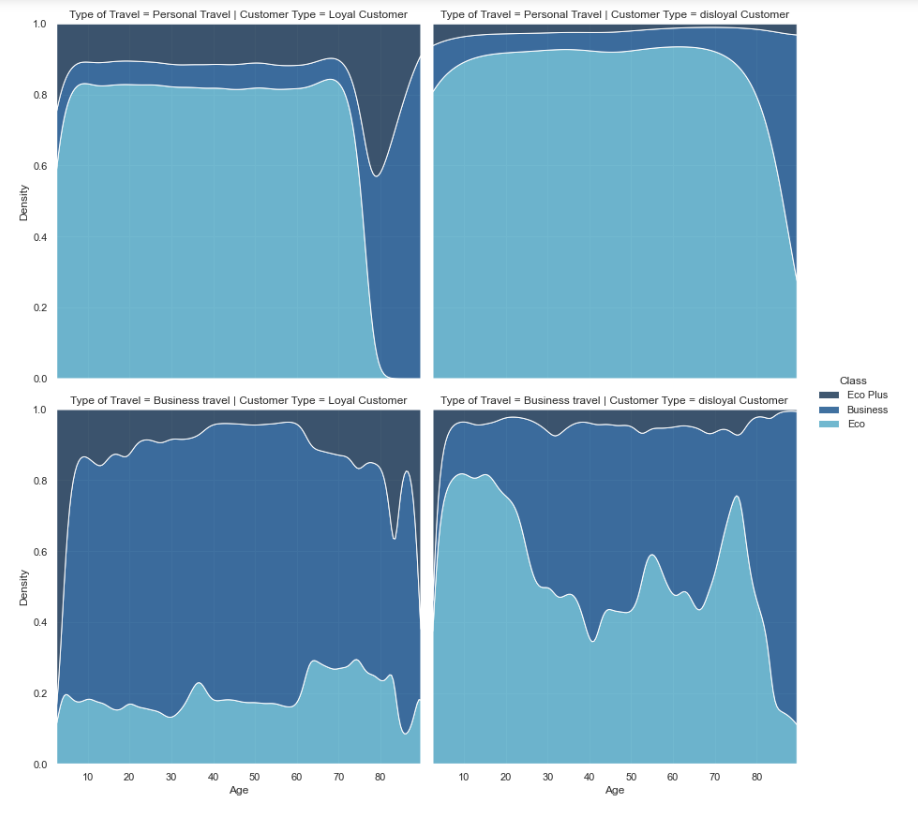 Type of Travel = Personal Travel | Customer Type = Loyal Customer
Type of Travel = Personal Travel | Customer Type = disloyal Customer
1.0
0.8
0.6
0.4
0.2
0.0
Density
Type of Travel = Business travel | Customer Type = Loyal Customer
Type of Travel = Business travel | Customer Type = disloyal Customer
1.0
0.8
0.6
0.4
0.2
0.0
Density
10 20 30 40 50 60 70 80
Age
10 20 30 40 50 60 70 80
Age
Class
Eco Plus
Business
Eco